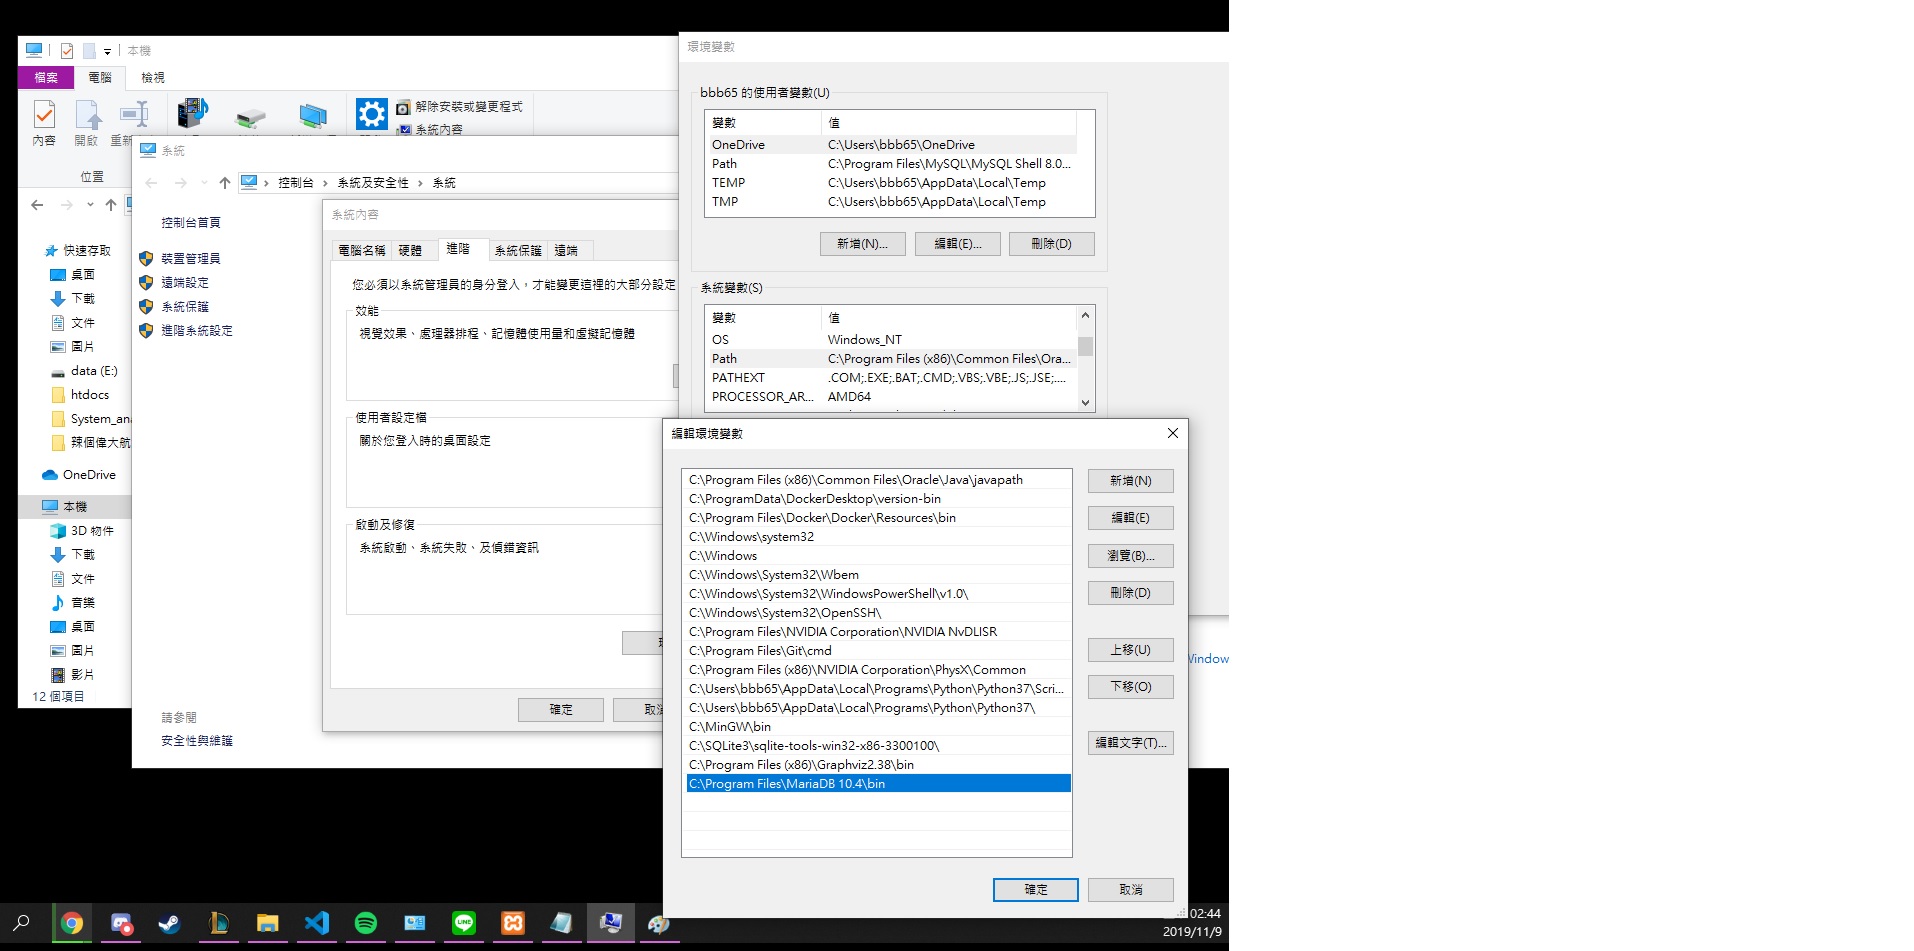 本機
檔案
電腦
檢視
內容
開啟
重新
解除安裝或變更程式
系統內容
位置
快速存取
桌面
下載
文件
圖片
data (E:)
htdocs
System_ana
辣個偉大航
OneDrive
本機
3D 物件
下載
文件
音樂
桌面
圖片
影片
12 個項目
系統
控制台 › 系統及安全性 › 系統
控制台首頁
裝置管理員
遠端設定
系統保護
進階系統設定
請參閱
安全性與維護
系統內容
電腦名稱 硬體 進階 系統保護 遠端
您必須以系統管理員的身分登入，才能變更這裡的大部分設定
效能
視覺效果、處理器排程、記憶體使用量和虛擬記憶體
使用者設定檔
關於您登入時的桌面設定
啟動及修復
系統啟動、系統失敗、及偵錯資訊
確定
取消
環境變數
bbb65 的使用者變數(U)
變數 值
OneDrive C:\Users\bbb65\OneDrive
Path C:\Program Files\MySQL\MySQL Shell 8.0...
TEMP C:\Users\bbb65\AppData\Local\Temp
TMP C:\Users\bbb65\AppData\Local\Temp
新增(N)... 編輯(E)... 刪除(D)
系統變數(S)
變數 值
OS Windows_NT
Path C:\Program Files (x86)\Common Files\Ora...
PATHEXT .COM;.EXE;.BAT;.CMD;.VBS;.VBE;.JS;.JSE;....
PROCESSOR_AR... AMD64
Window
編輯環境變數
C:\Program Files (x86)\Common Files\Oracle\Java\javapath
C:\ProgramData\DockerDesktop\version-bin
C:\Program Files\Docker\Docker\Resources\bin
C:\Windows\system32
C:\Windows
C:\Windows\System32\Wbem
C:\Windows\System32\WindowsPowerShell\v1.0\
C:\Windows\System32\OpenSSH\
C:\Program Files\NVIDIA Corporation\NVIDIA NvDLISR
C:\Program Files\Git\cmd
C:\Program Files (x86)\NVIDIA Corporation\PhysX\Common
C:\Users\bbb65\AppData\Local\Programs\Python\Python37\Scri...
C:\Users\bbb65\AppData\Local\Programs\Python\Python37\
C:\MinGW\bin
C:\SQLite3\sqlite-tools-win32-x86-3300100\
C:\Program Files (x86)\Graphviz2.38\bin
C:\Program Files\MariaDB 10.4\bin
新增(N)
編輯(E)
瀏覽(B)...
刪除(D)
上移(U)
下移(O)
編輯文字(T)...
確定
取消
LINE
02:44
2019/11/9